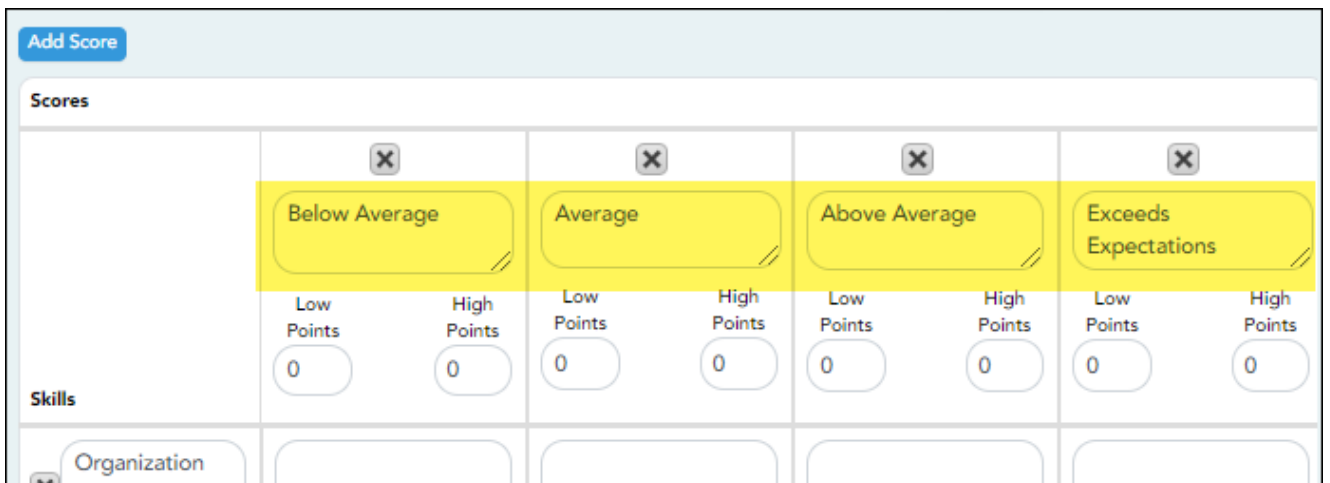 Add Score
Scores
Below Average
Average
Above Average
Exceeds
Expectations
Low
Points
High
Points
Low
Points
High
Points
Low
Points
High
Points
Low
Points
High
Points
0
0
0
0
0
0
0
0
Skills
Organization